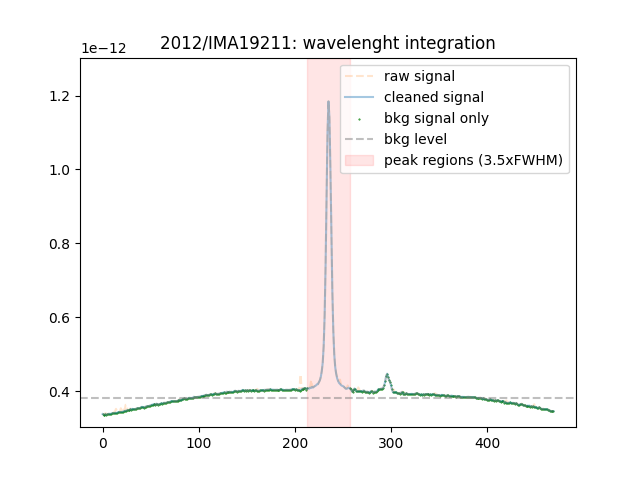 2012/IMA19211: wavelenght integration
1e−12
raw signal
cleaned signal
bkg signal only
bkg level
peak regions (3.5xFWHM)
1.2
1.0
0.8
0.6
0.4
0 100 200 300 400